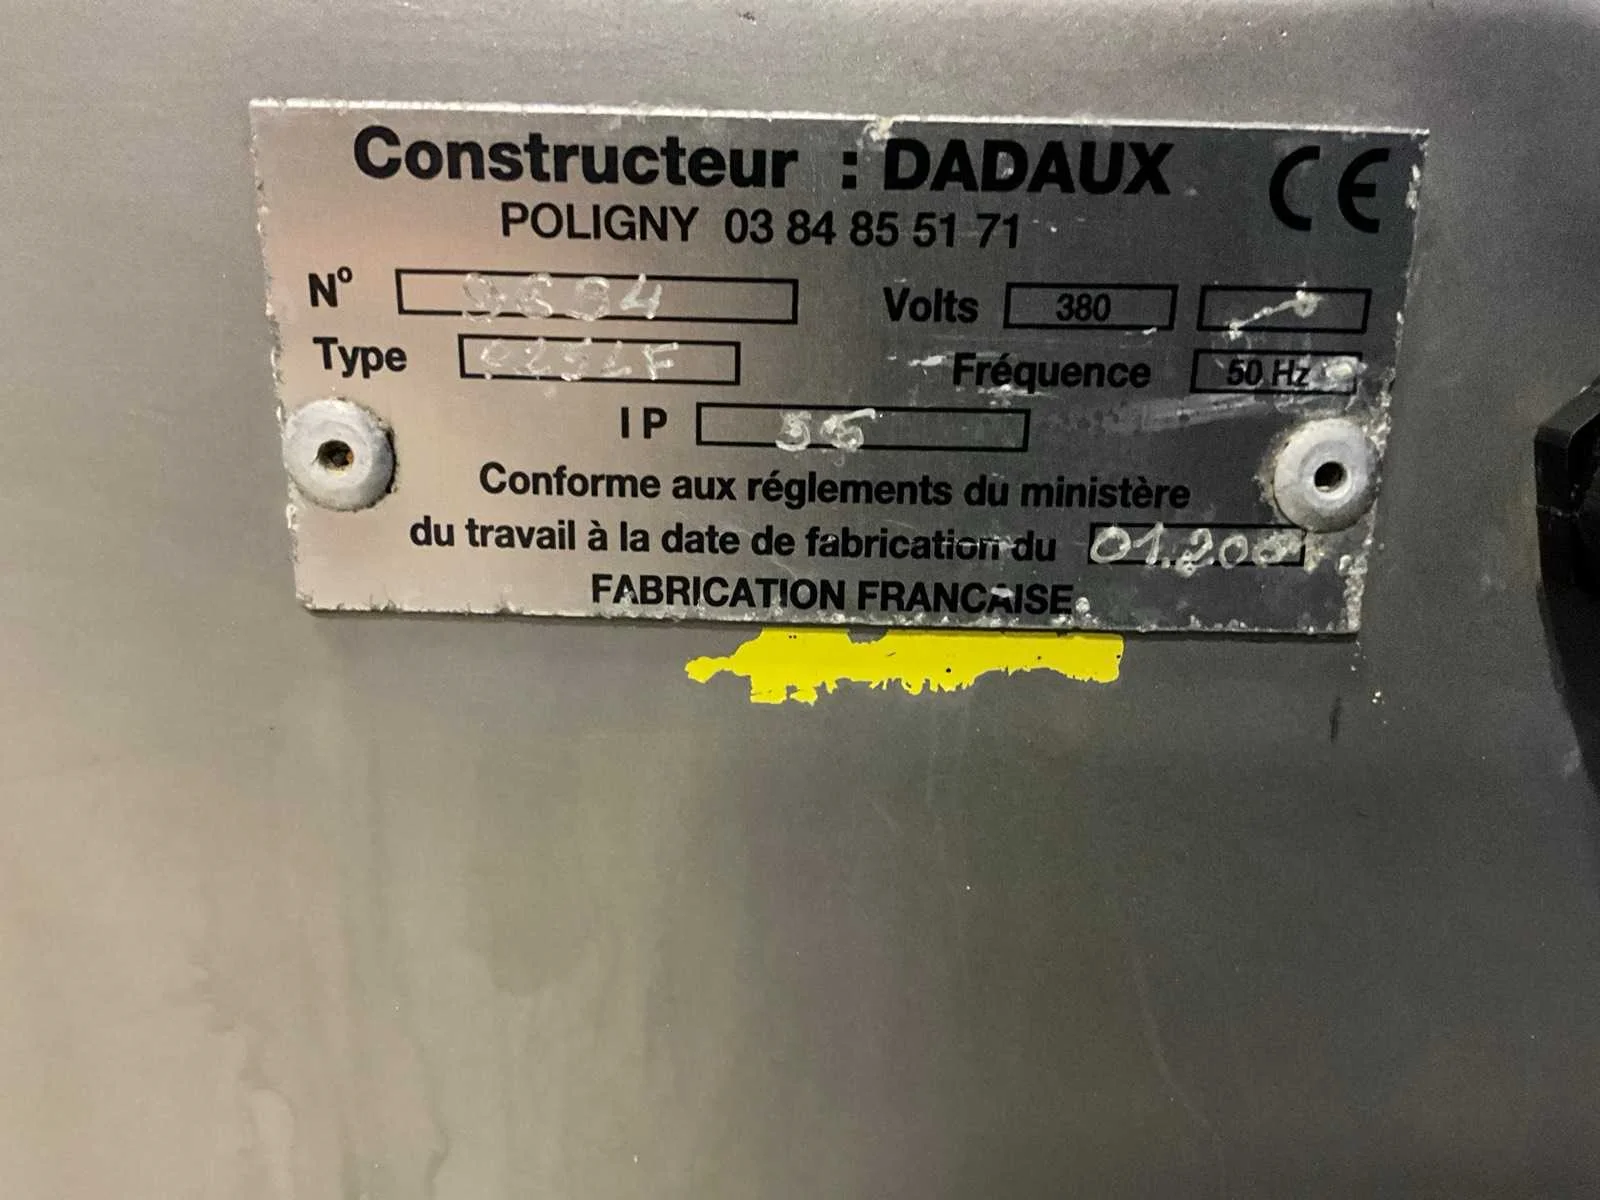 Constructeur : DADAUX CE
POLIGNY 03 84 85 51 71
N° Volts 380
Type Fréquence 50 Hz
IP
Conforme aux réglements du ministère
du travail à la date de fabrication du
FABRICATION FRANCAISE